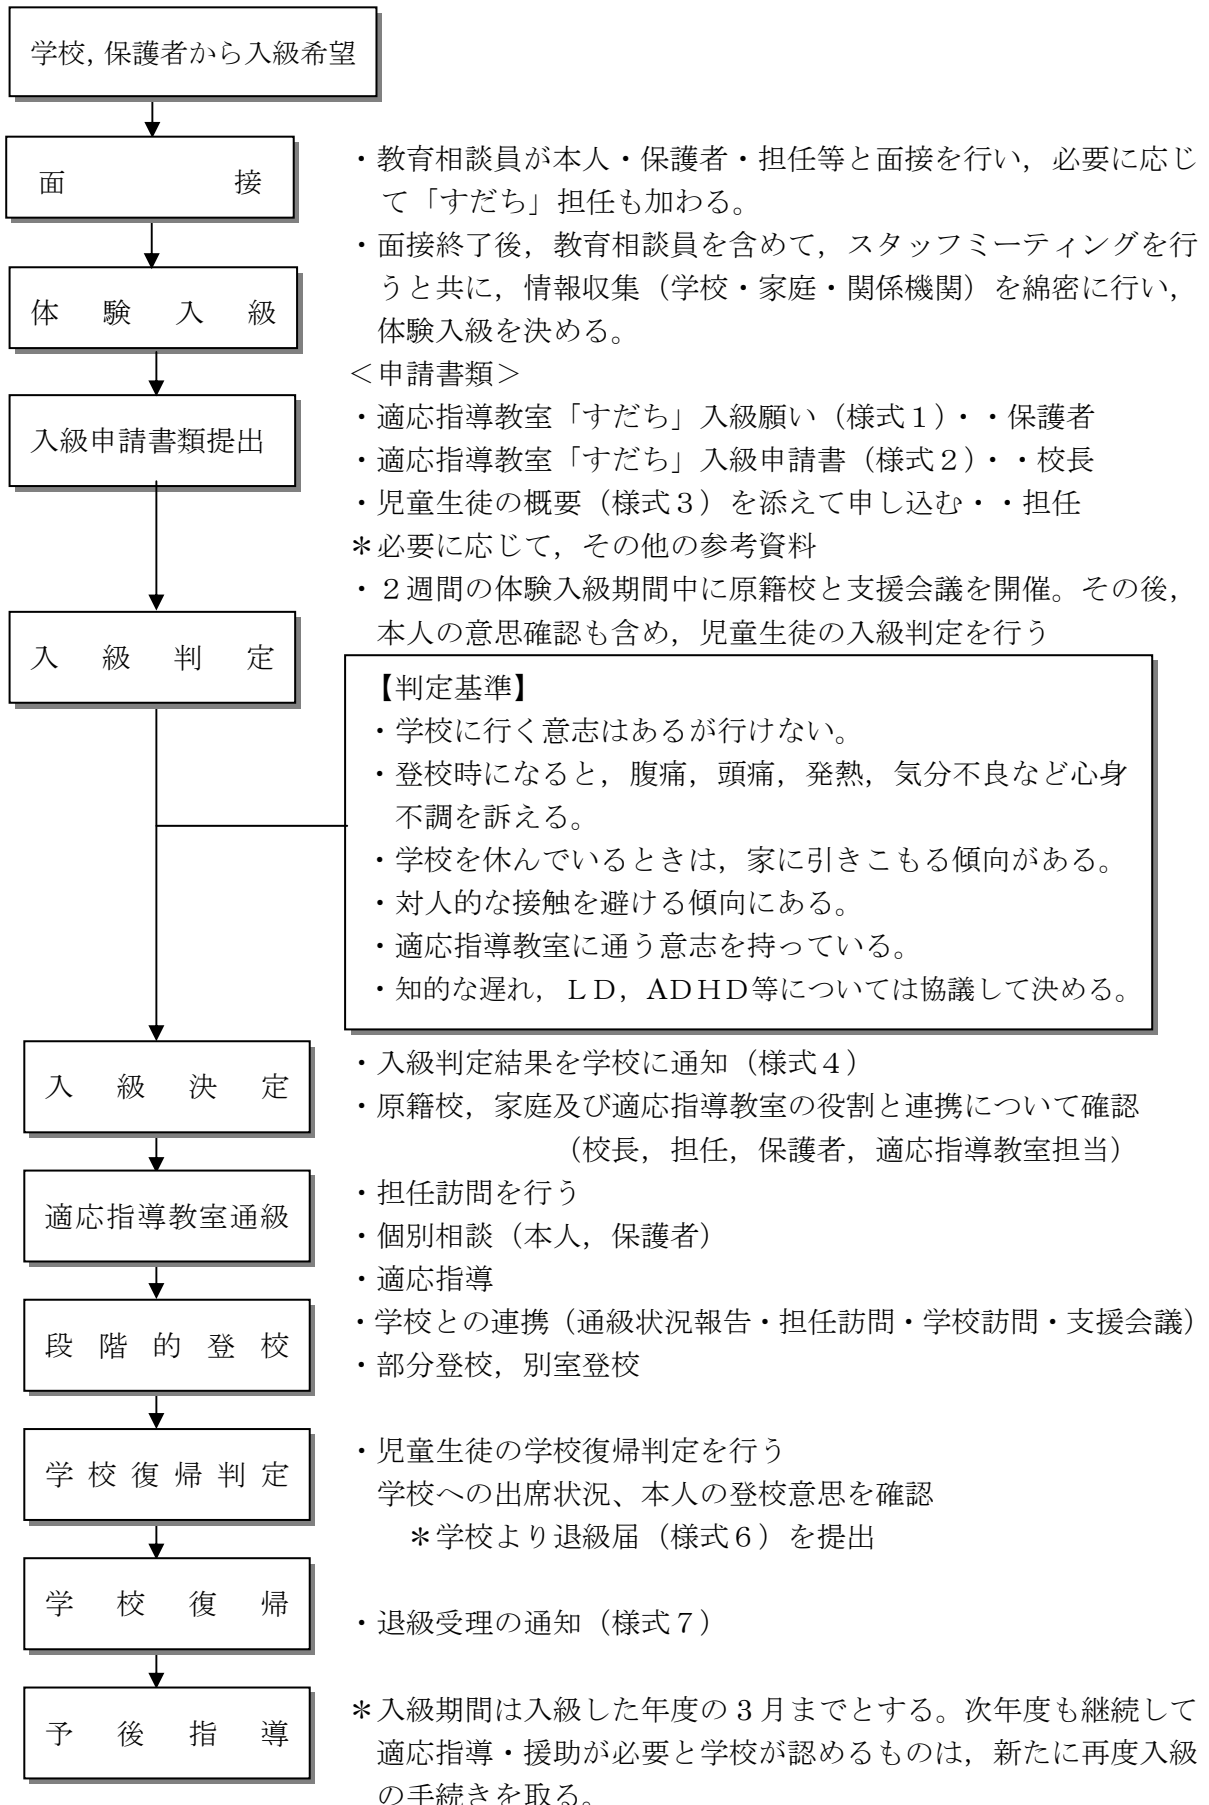 学校，保護者から入級希望
面接
・教育相談員が本人・保護者・担任等と面接を行い，必要に応じ
て「すだち」担任も加わる。
・面接終了後，教育相談員を含めて，スタッフミーティングを行
うと共に，情報収集（学校・家庭・関係機関）を綿密に行い，
体験入級を決める。
体験入級
＜申請書類＞
・適応指導教室「すだち」入級願い（様式１）・・保護者
・適応指導教室「すだち」入級申請書（様式２）・・校長
・児童生徒の概要（様式３）を添えて申し込む・・担任
＊必要に応じて，その他の参考資料
入級申請書類提出
・２週間の体験入級期間中に原籍校と支援会議を開催。その後，
本人の意思確認も含め，児童生徒の入級判定を行う
入級判定
【判定基準】
・学校に行く意志はあるが行けない。
・登校時になると，腹痛，頭痛，発熱，気分不良など心身
不調を訴える。
・学校を休んでいるときは，家に引きこもる傾向がある。
・対人的な接触を避ける傾向にある。
・適応指導教室に通う意志を持っている。
・知的な遅れ，ＬＤ，ＡＤＨＤ等については協議して決める。
入級決定
・入級判定結果を学校に通知（様式４）
・原籍校，家庭及び適応指導教室の役割と連携について確認
（校長，担任，保護者，適応指導教室担当）
適応指導教室通級
・担任訪問を行う
・個別相談（本人，保護者）
・適応指導
・学校との連携（通級状況報告・担任訪問・学校訪問・支援会議）
段階的登校
・部分登校，別室登校
学校復帰判定
・児童生徒の学校復帰判定を行う
学校への出席状況、本人の登校意思を確認
＊学校より退級届（様式６）を提出
学校復帰
・退級受理の通知（様式７）
予後指導
＊入級期間は入級した年度の３月までとする。次年度も継続して
適応指導・援助が必要と学校が認めるものは，新たに再度入級
の手続きを取る。